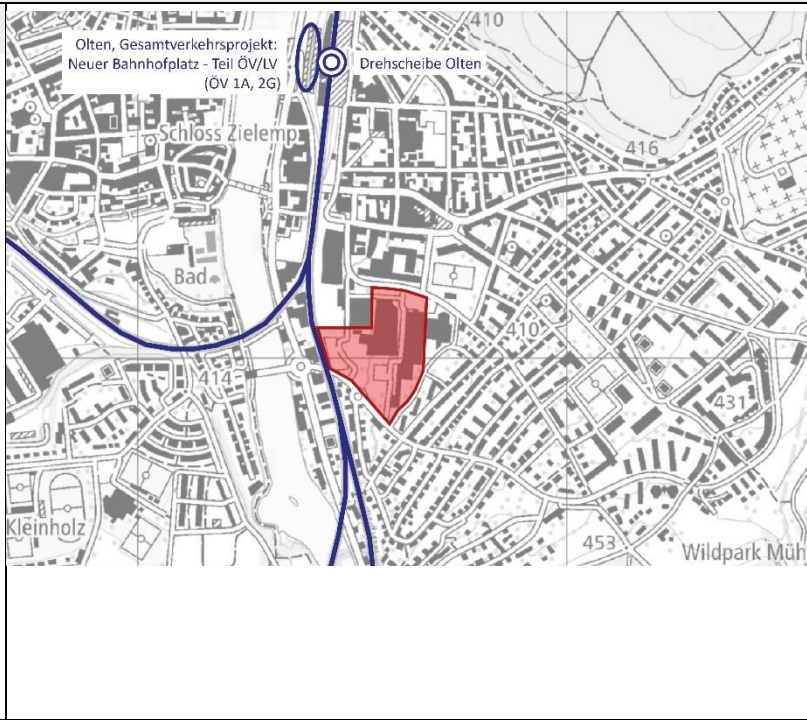 410
Olten, Gesamtverkehrsprojekt:
Neuer Bahnhofplatz - Teil ÖV/LV
(ÖV 1A, 2G)
Drehscheibe Olten
Schloss Zielemp
416
Bad
410
414
431
Kleinholz
453
Wildpark Müh